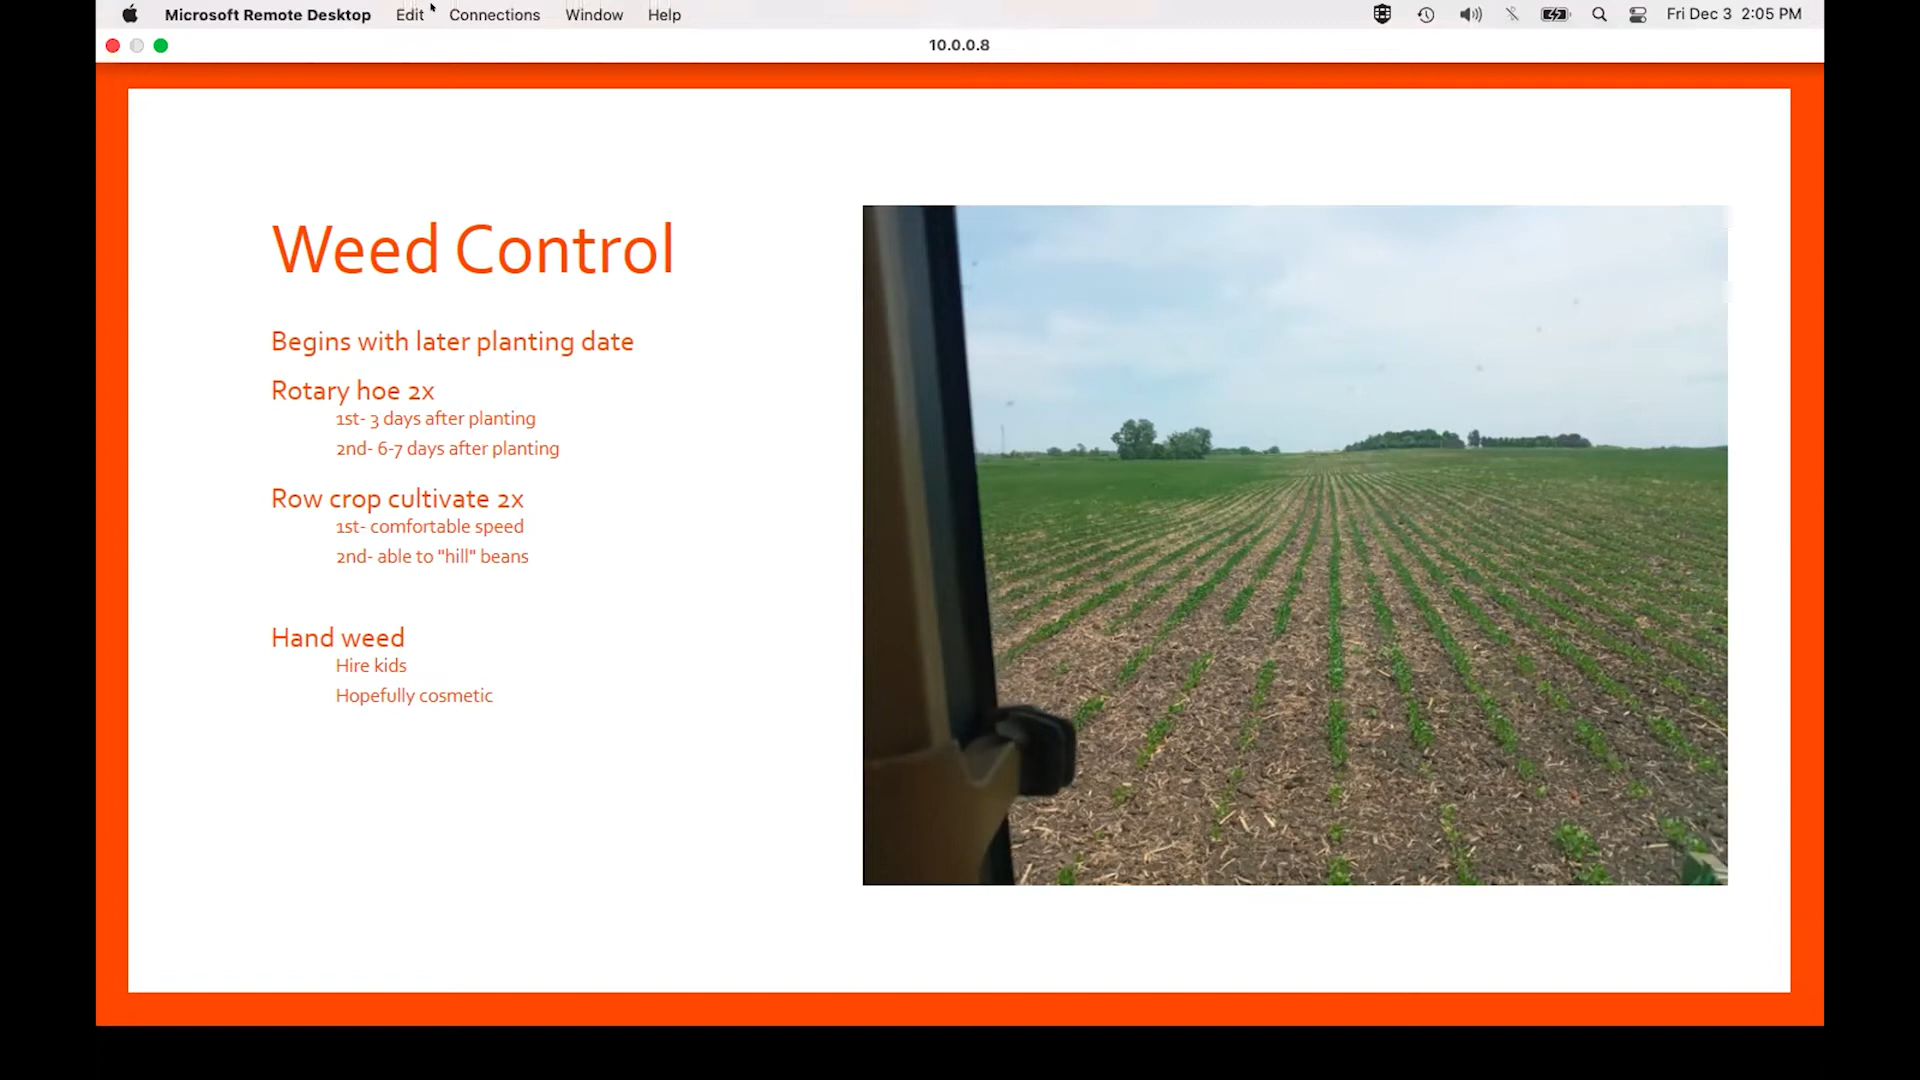 Microsoft Remote Desktop Edit Connections Window Help Fri Dec 3 2:05 PM
10.0.0.8
Weed Control
Begins with later planting date
Rotary hoe 2x
1st- 3 days after planting
2nd- 6-7 days after planting
Row crop cultivate 2x
1st- comfortable speed
2nd- able to "hill" beans
Hand weed
Hire kids
Hopefully cosmetic